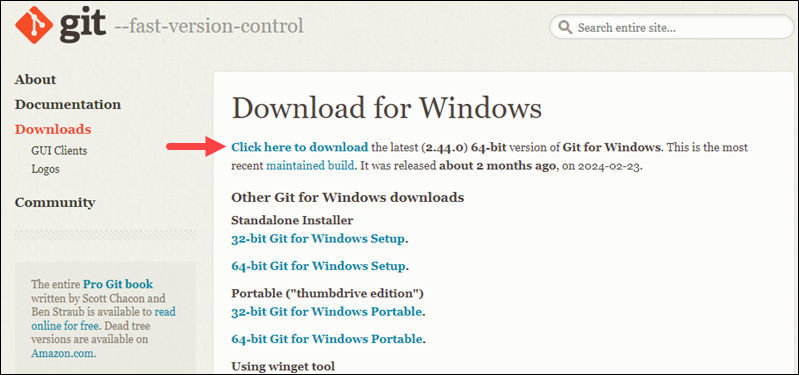 git --fast-version-control
Search entire site...
About
Documentation
Downloads
GUI Clients
Logos
Community
The entire Pro Git book
written by Scott Chacon and
Ben Straub is available to read
online for free. Dead tree
versions are available on
Amazon.com.
Download for Windows
Click here to download the latest (2.44.0) 64-bit version of Git for Windows. This is the most
recent maintained build. It was released about 2 months ago, on 2024-02-23.
Other Git for Windows downloads
Standalone Installer
32-bit Git for Windows Setup.
64-bit Git for Windows Setup.
Portable ("thumbdrive edition")
32-bit Git for Windows Portable.
64-bit Git for Windows Portable.
Using winget tool